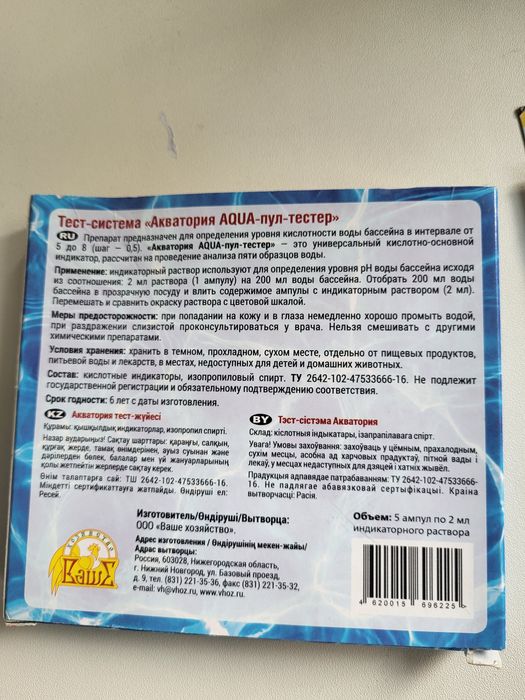 Тест-система «Акватория AQUA-пул-тестер»
RU Препарат предназначен для определения уровня кислотности воды бассейна в интервале от
5 до 8 (шаг – 0,5). «Акватория AQUA-пул-тестер» – это универсальный кислотно-основной
индикатор, рассчитан на проведение анализа пяти образцов воды.
Применение: индикаторный раствор используют для определения уровня pH воды бассейна исходя
из соотношения: 2 мл раствора (1 ампулу) на 200 мл воды бассейна. Отобрать 200 мл воды
бассейна в прозрачную посуду и влить содержимое ампулы с индикаторным раствором (2 мл).
Перемешать и сравнить окраску раствора с цветовой шкалой.
Меры предосторожности: при попадании на кожу и в глаза немедленно хорошо промыть водой,
при раздражении слизистой проконсультироваться у врача. Нельзя смешивать с другими
химическими препаратами.
Условия хранения: хранить в темном, прохладном, сухом месте, отдельно от пищевых продуктов,
питьевой воды и лекарств, в местах, недоступных для детей и домашних животных.
Состав: кислотные индикаторы, изопропиловый спирт. ТУ 2642-102-47533666-16. Не подлежит
государственной регистрации и обязательному подтверждению соответствия.
Срок годности: 6 лет с даты изготовления.
KZ Акватория тест-жүйесі
Құрамы: қышқылдық индикаторлар, изопропил спирті.
Назар аударыңыз! Сақтау шарттары: қараңғы, салқын,
құрғақ жерде, тамақ өнімдерінен, ауыз суынан және
дәрілерден бөлек, балалар мен үй жануарларының
қолы жетпейтін жерлерде сақтау керек.
Өнім талаптарға сай: ТШ 2642-102-47533666-16.
Міндетті сертификаттауға жатпайды. Өндіруші ел:
Ресей.
BY Тэст-сістэма Акватория
Склад: кіслотныя індыкатары, ізапрапілавага спірт.
Увага! Умовы захоўвання: захоўваць у цёмным, прахалодным,
сухім месцы, асобна ад харчовых прадуктаў, пітной вады і
лекаў, у месцах недаступных для дзяцей і хатніх жывёл.
Прадукцыя адпавядае патрабаванням: ТУ 2642-102-47533666-
16. Не падлягае абавязковай сертыфікацыі. Краіна
вытворчасці: Расія.
Изготовитель/Өндіруші/Вытворца:
ООО «Ваше хозяйство».
Адрес изготовления / Өндірушінің мекен-жайы/
Адрас вытворцы:
Россия, 603028, Нижегородская область,
г. Нижний Новгород, ул. Базовый проезд,
д. 9, тел. (831) 221-35-36, факс (831) 221-35-32,
e-mail: vh@vhoz.ru, www.vhoz.ru
Объем: 5 ампул по 2 мл
индикаторного раствора
4 620015 696225 >
ХОЗЯЙСТВО
ВАШЕ